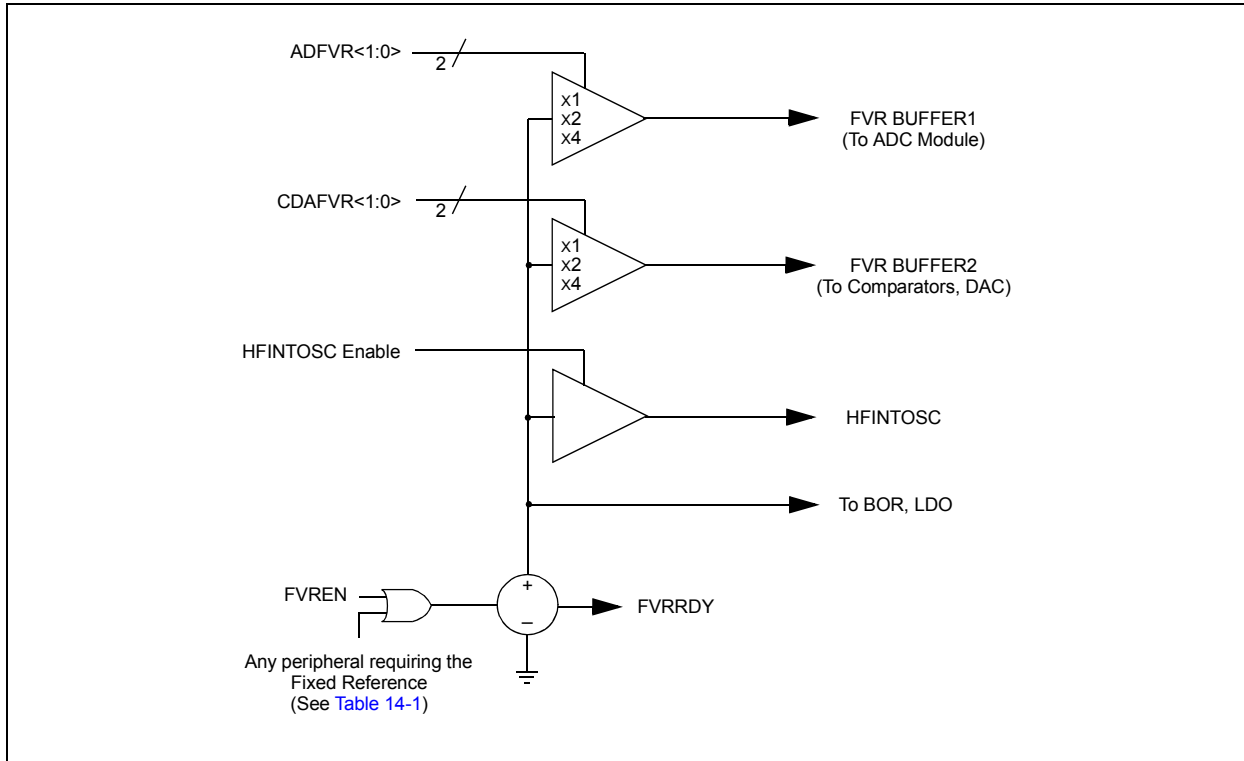 ADFVR<1:0>
2
X1
X2
X4
FVR BUFFER1
(To ADC Module)
CDAFVR<1:0>
2
X1
X2
X4
FVR BUFFER2
(To Comparators, DAC)
HFINTOSC Enable
HFINTOSC
To BOR, LDO
FVREN
+
_
FVRRDY
Any peripheral requiring the
Fixed Reference
(See Table 14-1)